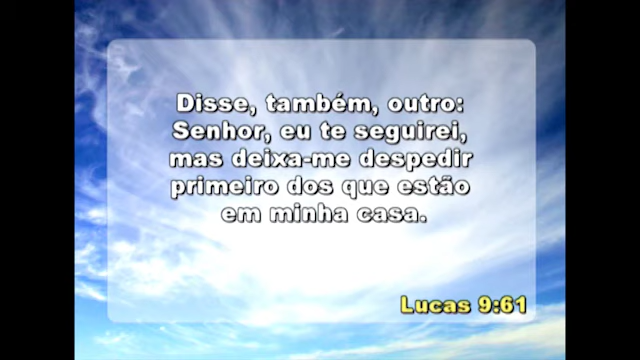 Disse, também, outro:
Senhor, eu te seguirei,
mas deixa-me despedir
primeiro dos que estão
em minha casa.
Lucas 9:61